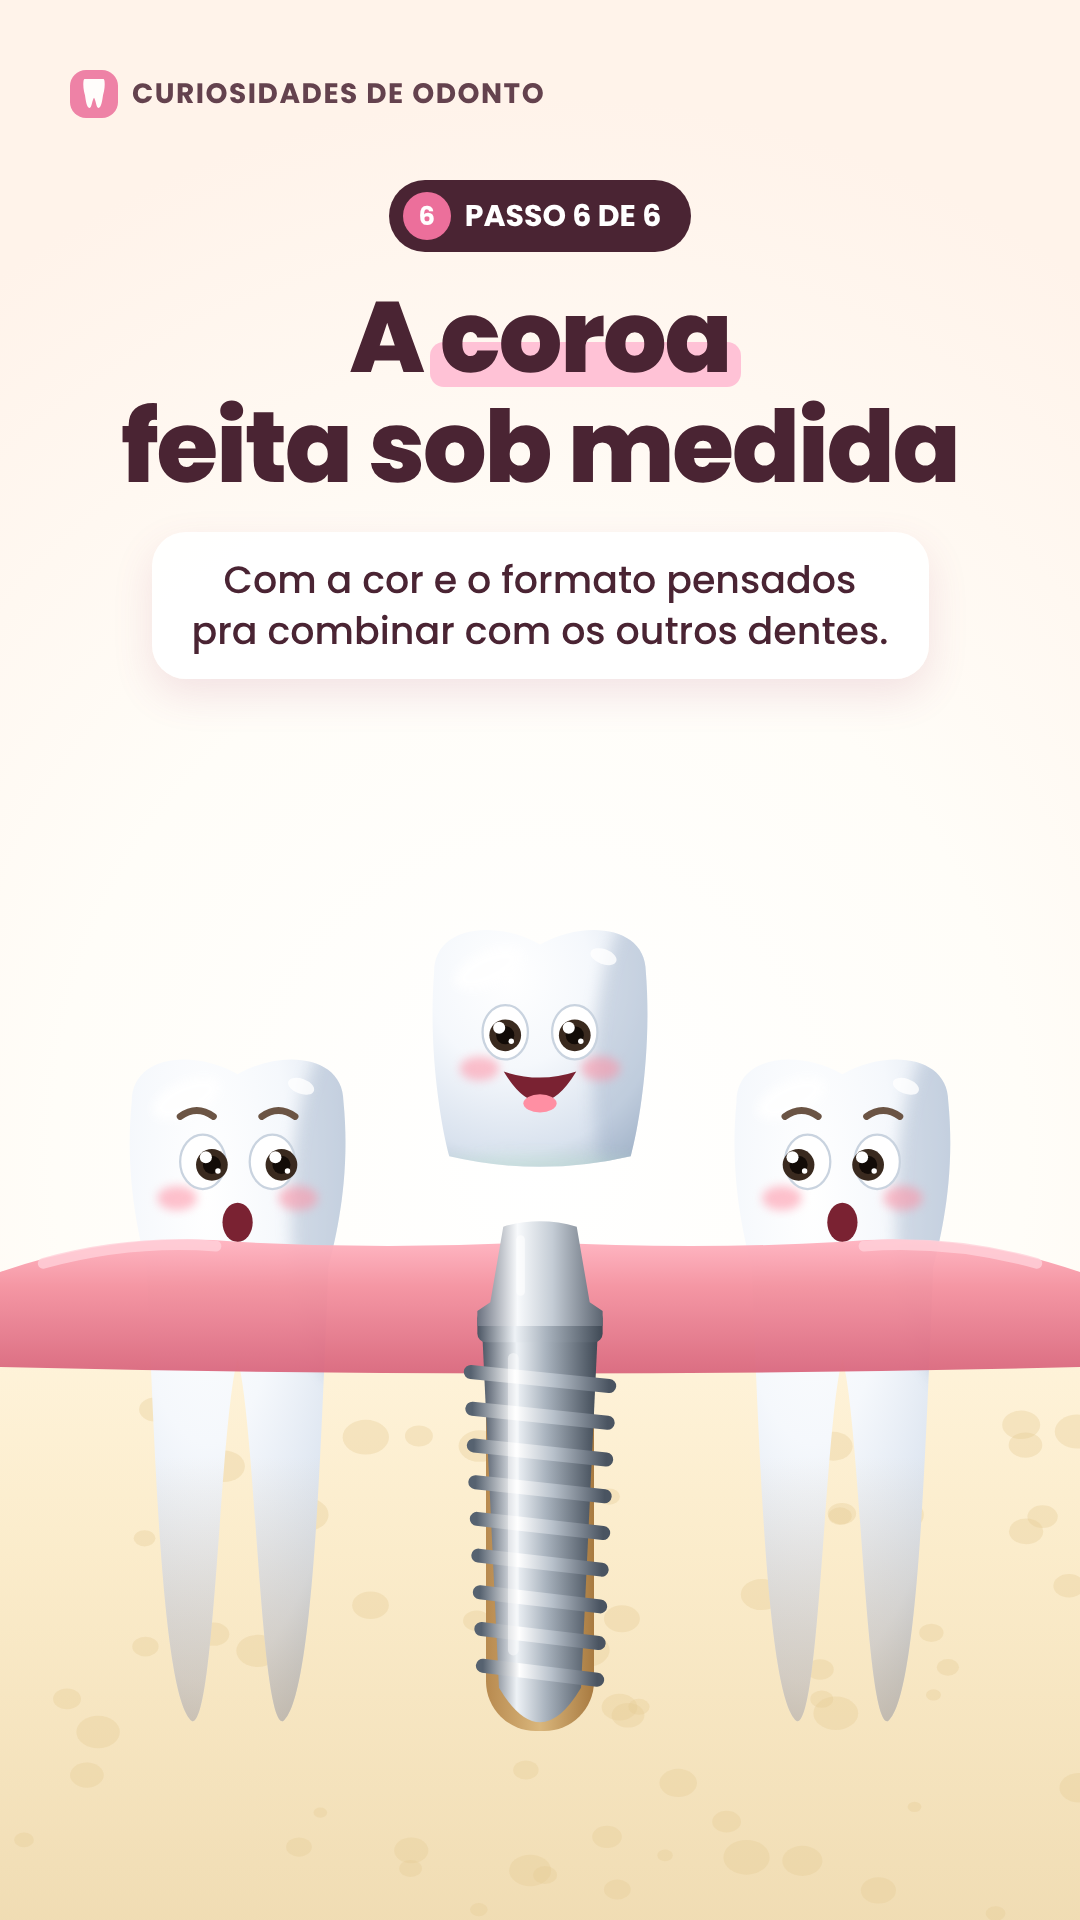 CURIOSIDADES DE ODONTO
6 PASSO 6 DE 6
A coroa
feita sob medida
Com a cor e o formato pensados
pra combinar com os outros dentes.